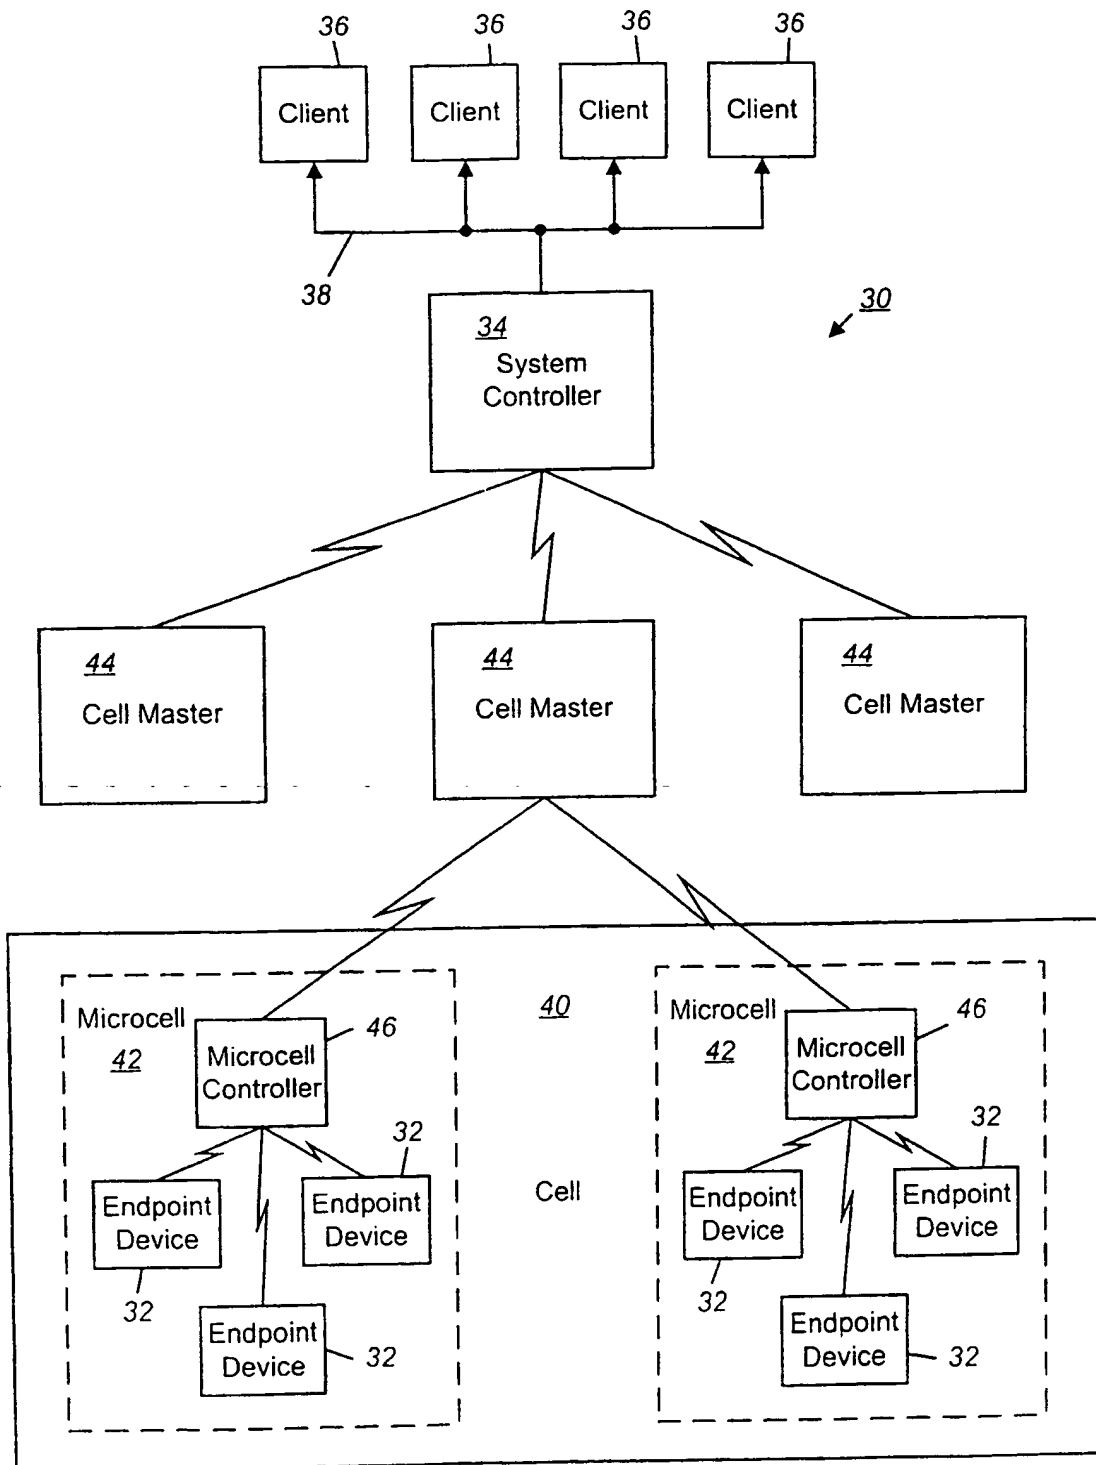 36 36 36 36
Client Client Client Client
38
30
34
System
Controller
44 44 44
Cell Master Cell Master Cell Master
Microcell
42
46
Microcell
Controller
32
Endpoint
Device
32
Endpoint
Device
Endpoint
Device
32
40
Cell
Microcell
42
46
Microcell
Controller
32
Endpoint
Device
32
Endpoint
Device
Endpoint
Device
32